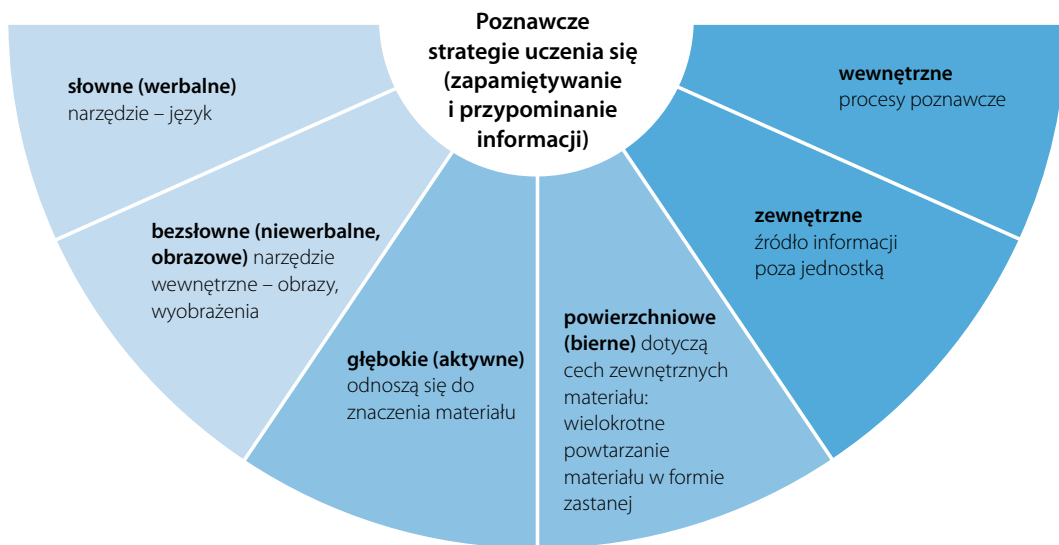 Poznawcze
strategie uczenia się
(zapamiętywanie
i przypominanie
informacji)
słowne (werbalne)
narzędzie – język
bezsłowne (niewerbalne,
obrazowe) narzędzie
wewnętrzne – obrazy,
wyobrażenia
głębokie (aktywne)
odnoszą się do
znaczenia materiału
powierzchniowe
(bierne) dotyczą
cech zewnętrznych
materiału:
wielokrotne
powtarzanie
materiału w formie
zastanej
zewnętrzne
źródło informacji
poza jednostką
wewnętrzne
procesy poznawcze